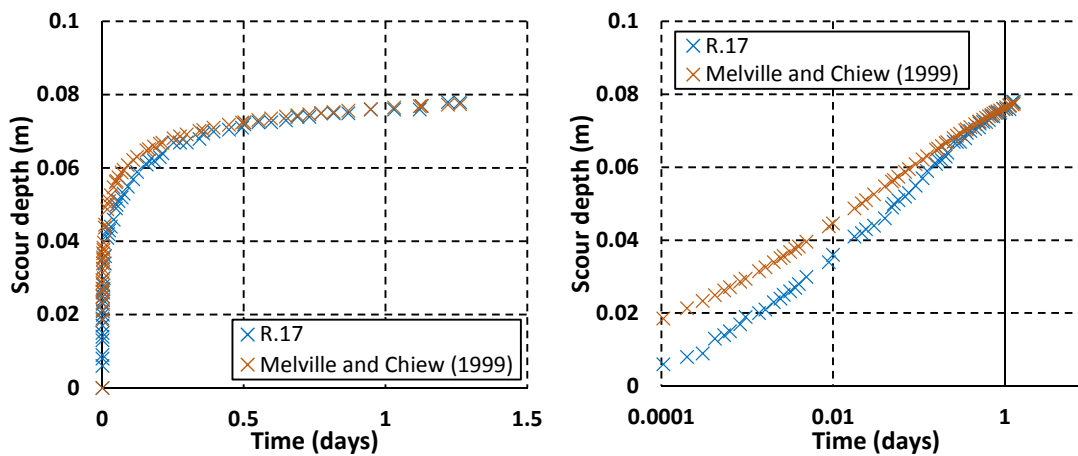 0.1
0.08
0.06
0.04
0.02
0
Scour depth (m)
0
0.5
1
1.5
Time (days)
R.17
Melville and Chiew (1999)
0.1
0.08
0.06
0.04
0.02
0
Scour depth (m)
0.0001
0.01
1
Time (days)
R.17
Melville and Chiew (1999)